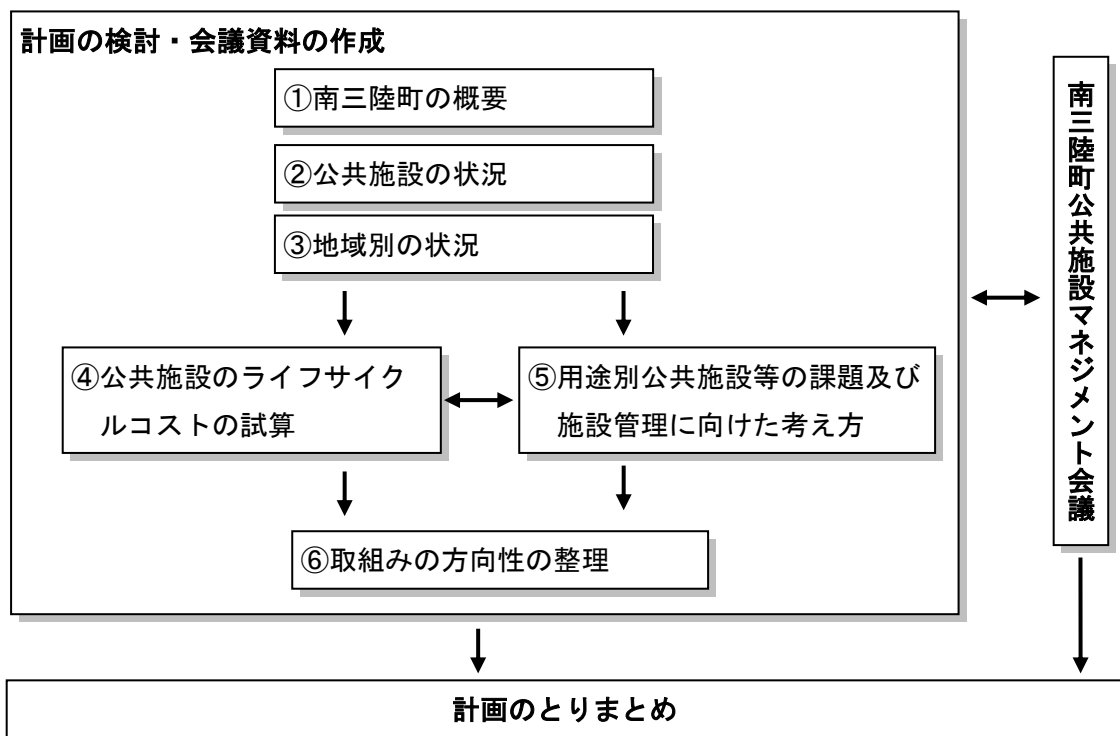 計画の検討・会議資料の作成
①南三陸町の概要
②公共施設の状況
③地域別の状況
④公共施設のライフサイク
ルコストの試算
⑤用途別公共施設等の課題及び
施設管理に向けた考え方
⑥取組みの方向性の整理
南三陸町公共施設マネジメント会議
計画のとりまとめ